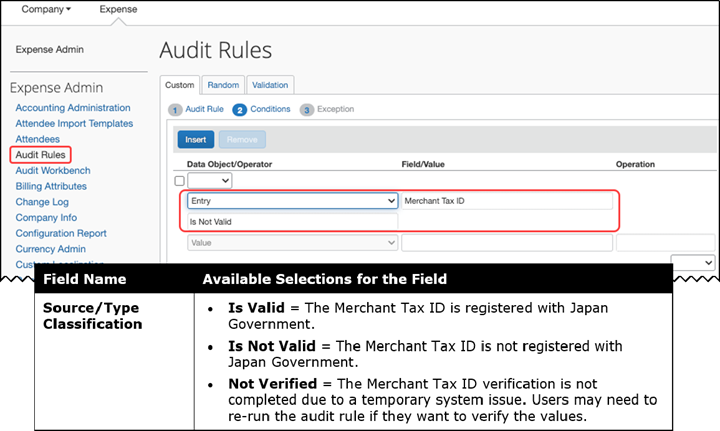 Company
Expense
Expense Admin
Audit Rules
Expense Admin
Accounting Administration
Attendee Import Templates
Attendees
Audit Rules
Audit Workbench
Billing Attributes
Change Log
Company Info
Configuration Report
Currency Admin
Custom Localization
Custom Random Validation
1 Audit Rule 2 Conditions 3 Exception
Insert Remove
Data Object/Operator Field/Value Operation
Entry Merchant Tax ID
Is Not Valid
Value
Field Name Available Selections for the Field
Source/Type
Classification
• Is Valid = The Merchant Tax ID is registered with Japan
Government.
• Is Not Valid = The Merchant Tax ID is not registered with
Japan Government.
• Not Verified = The Merchant Tax ID verification is not
completed due to a temporary system issue. Users may need to
re-run the audit rule if they want to verify the values.